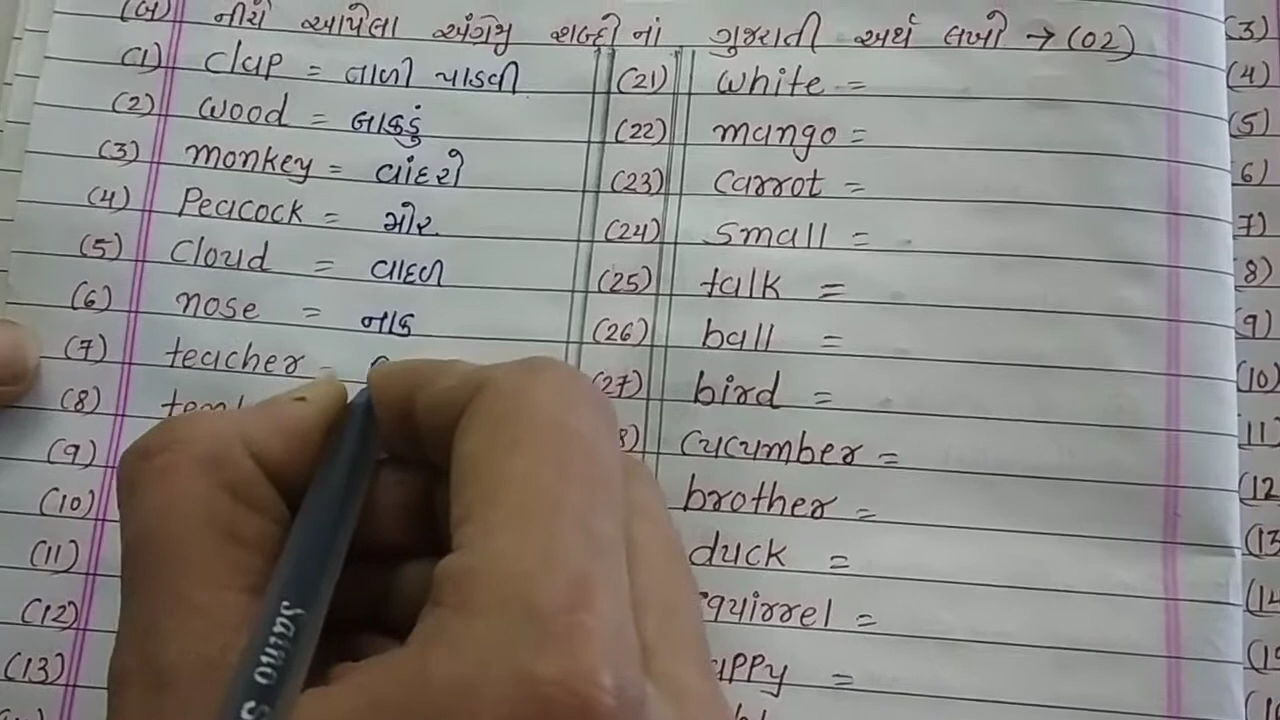 (બ) નીચે આપેલા અંગ્રેજી શબ્દોનાં ગુજરાતી અર્થ લખો → (02)
(1) clap = તાળી પાડવી
(2) wood = લાકડું
(3) monkey = વાંદરો
(4) Peacock = મોર
(5) Cloud = વાદળ
(6) nose = નાક
(7) teacher =
(8)
(9)
(10)
(11)
(12)
(13)
(21) white =
(22) mango =
(23) carrot =
(24) small =
(25) talk =
(26) ball =
(27) bird =
cucumber =
brother =
duck =
=
=
(3)
(4)
(5)
6)
7)
8)
(9)
(10)
11)
(12
(13
(14
Saino